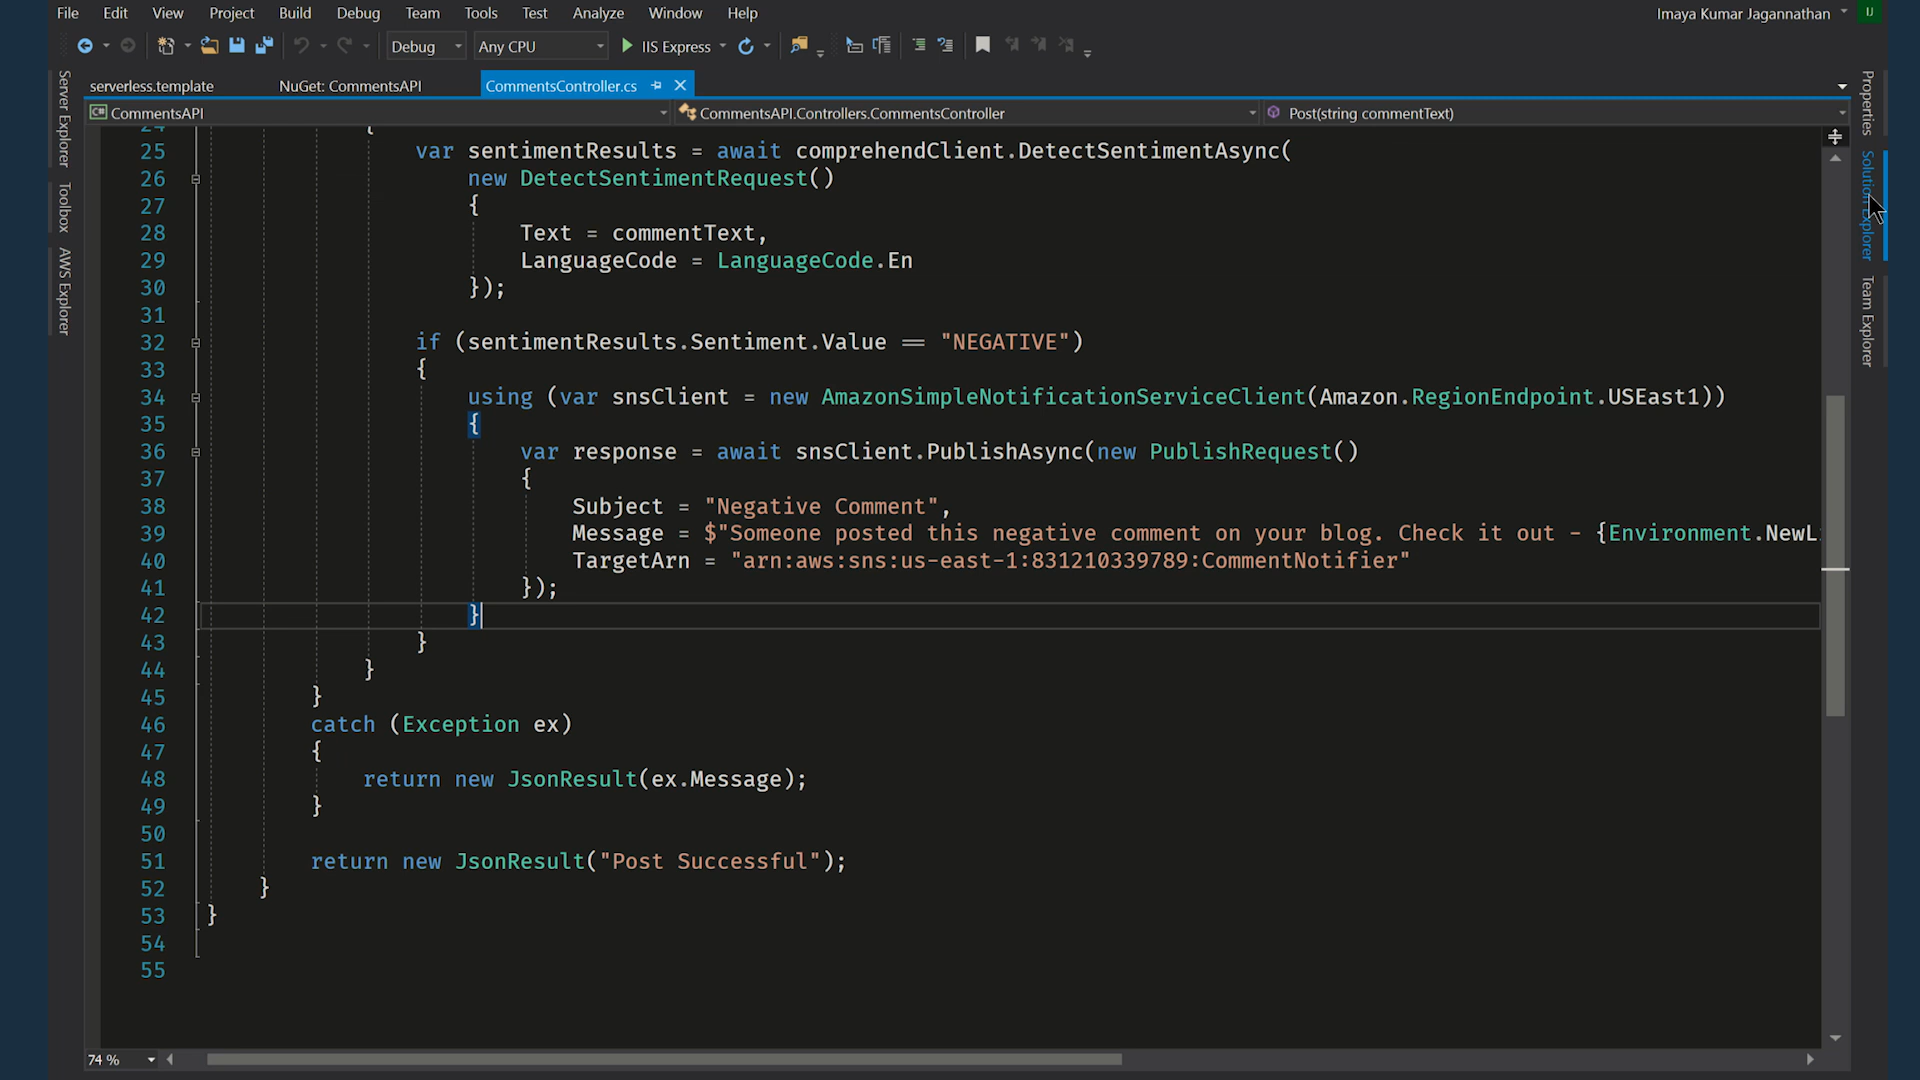 File Edit View Project Build Debug Team Tools Test Analyze Window Help
Imaya Kumar Jagannathan IJ
Debug Any CPU IIS Express
serverless.template NuGet: CommentsAPI CommentsController.cs
CommentsAPI CommentsAPI.Controllers.CommentsController Post(string commentText)
Server Explorer
Toolbox
AWS Explorer
24 {
25 var sentimentResults = await comprehendClient.DetectSentimentAsync(
26 new DetectSentimentRequest()
27 {
28 Text = commentText,
29 LanguageCode = LanguageCode.En
30 });
31
32 if (sentimentResults.Sentiment.Value == "NEGATIVE")
33 {
34 using (var snsClient = new AmazonSimpleNotificationServiceClient(Amazon.RegionEndpoint.USEast1))
35 {
36 var response = await snsClient.PublishAsync(new PublishRequest()
37 {
38 Subject = "Negative Comment",
39 Message = $"Someone posted this negative comment on your blog. Check it out - {Environment.NewL
40 TargetArn = "arn:aws:sns:us-east-1:831210339789:CommentNotifier"
41 });
42 }
43 }
44 }
45 }
46 catch (Exception ex)
47 {
48 return new JsonResult(ex.Message);
49 }
50
51 return new JsonResult("Post Successful");
52 }
53 }
54
55
74 %
Properties
Solution Explorer
Team Explorer